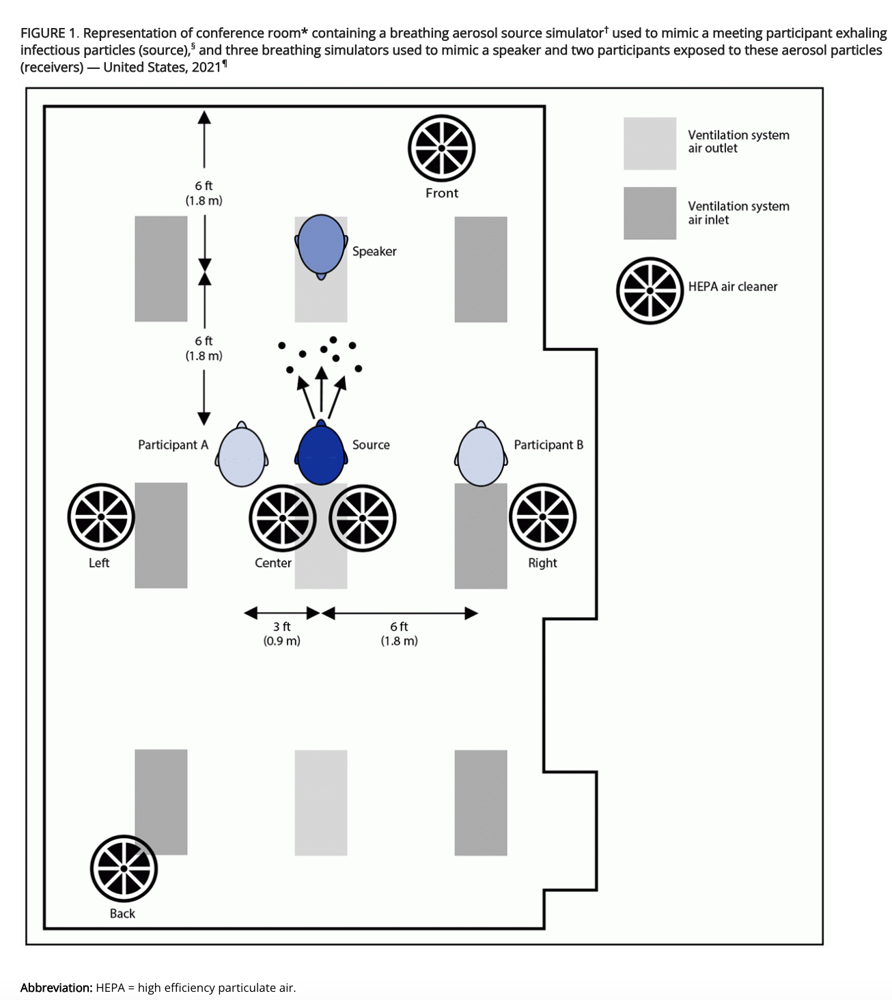 FIGURE 1. Representation of conference room* containing a breathing aerosol source simulator† used to mimic a meeting participant exhaling
infectious particles (source),§ and three breathing simulators used to mimic a speaker and two participants exposed to these aerosol particles
(receivers) — United States, 2021¶
Ventilation system
air outlet
6 ft
(1.8 m)
Front
Ventilation system
air inlet
Speaker
HEPA air cleaner
6 ft
(1.8 m)
Participant A
Source
Participant B
Left
Center
Right
3 ft
(0.9 m)
6 ft
(1.8 m)
Back
Abbreviation: HEPA = high efficiency particulate air.